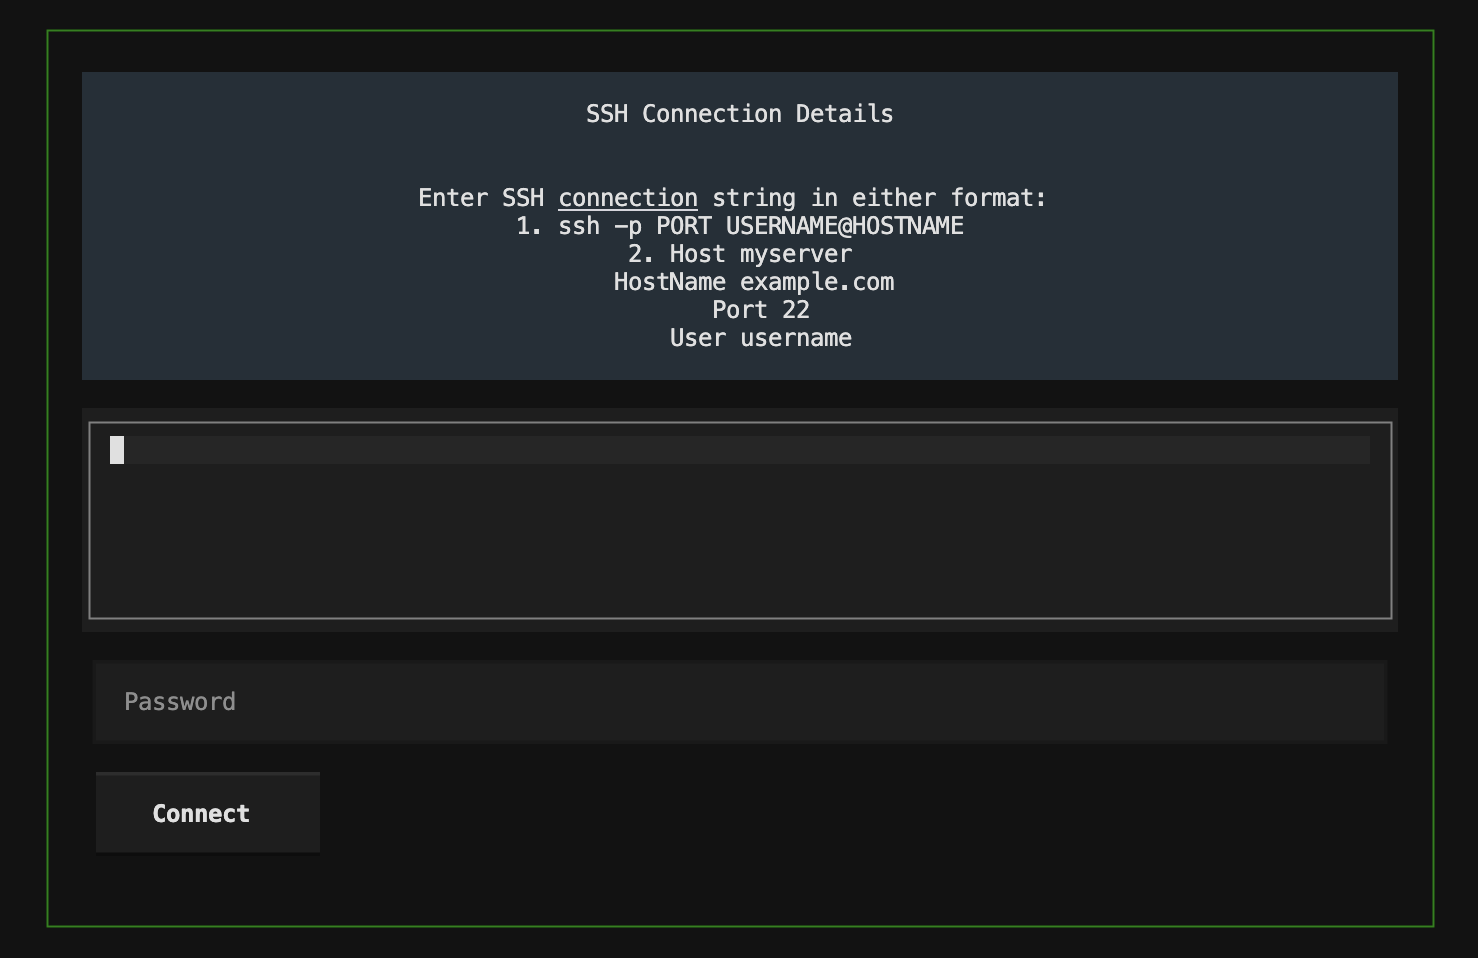 SSH Connection Details
Enter SSH connection string in either format:
1. ssh -p PORT USERNAME@HOSTNAME
2. Host myserver
HostName example.com
Port 22
User username
Password
Connect